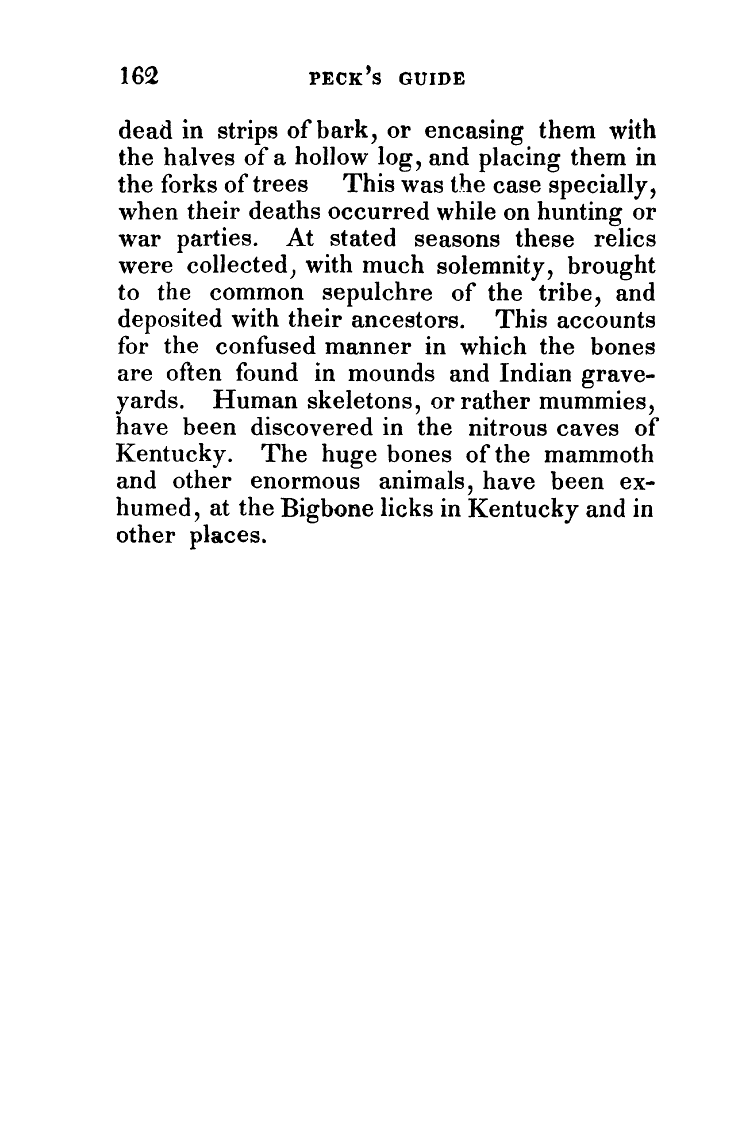 162 PECK'S GUIDE
dead in strips of bark, or encasing them with
the halves of a hollow log, and placing them in
the forks of trees This was the case specially,
when their deaths occurred while on hunting or
war parties. At stated seasons these relics
were collected, with much solemnity, brought
to the common sepulchre of the tribe, and
deposited with their ancestors. This accounts
for the confused manner in which the bones
are often found in mounds and Indian grave-
yards. Human skeletons, or rather mummies,
have been discovered in the nitrous caves of
Kentucky. The huge bones of the mammoth
and other enormous animals, have been ex-
humed, at the Bigbone licks in Kentucky and in
other places.